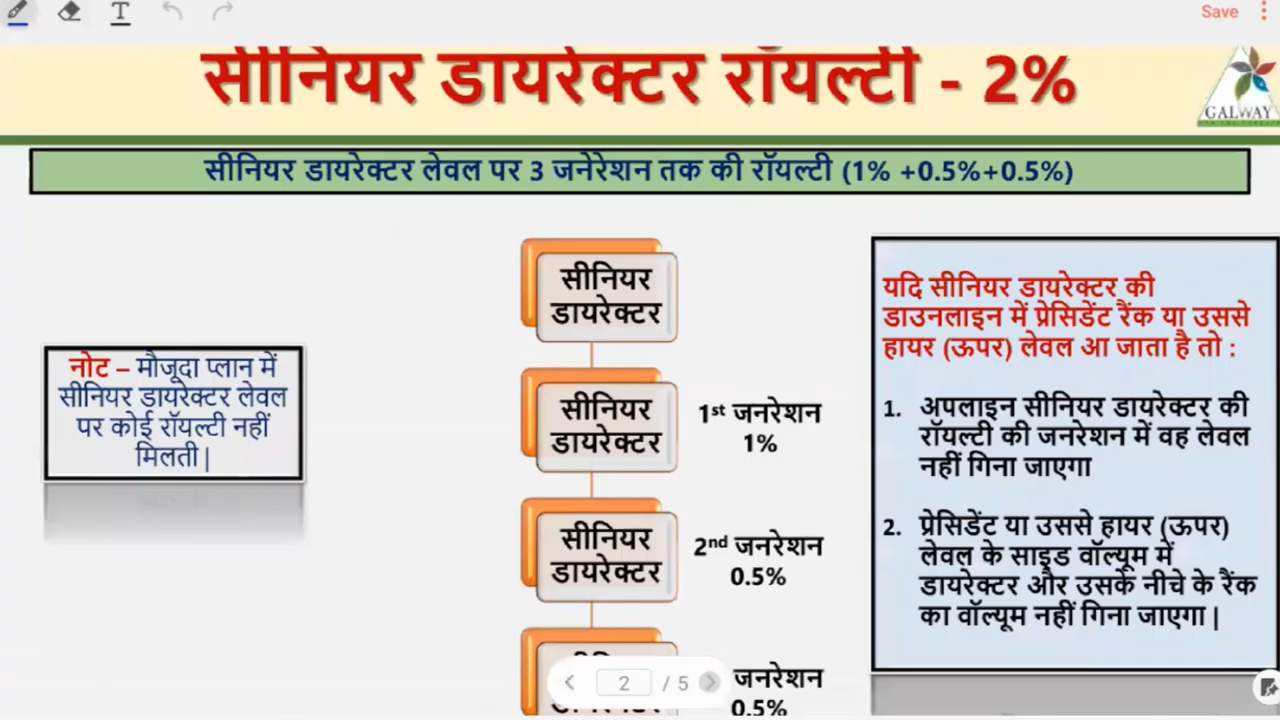 T
Save
सीनियर डायरेक्टर रॉयल्टी - 2%
GALWAY
सीनियर डायरेक्टर लेवल पर 3 जनेरेशन तक की रॉयल्टी (1% +0.5%+0.5%)
नोट – मौजूदा प्लान में
सीनियर डायरेक्टर लेवल
पर कोई रॉयल्टी नहीं
मिलती |
सीनियर
डायरेक्टर
सीनियर
डायरेक्टर
1st जनरेशन
1%
सीनियर
डायरेक्टर
2nd जनरेशन
0.5%
जनरेशन
0.5%
यदि सीनियर डायरेक्टर की
डाउनलाइन में प्रेसिडेंट रैंक या उससे
हायर (ऊपर) लेवल आ जाता है तो :
1. अपलाइन सीनियर डायरेक्टर की
रॉयल्टी की जनरेशन में वह लेवल
नहीं गिना जाएगा
2. प्रेसिडेंट या उससे हायर (ऊपर)
लेवल के साइड वॉल्यूम में
डायरेक्टर और उसके नीचे के रैंक
का वॉल्यूम नहीं गिना जाएगा |
2 / 5